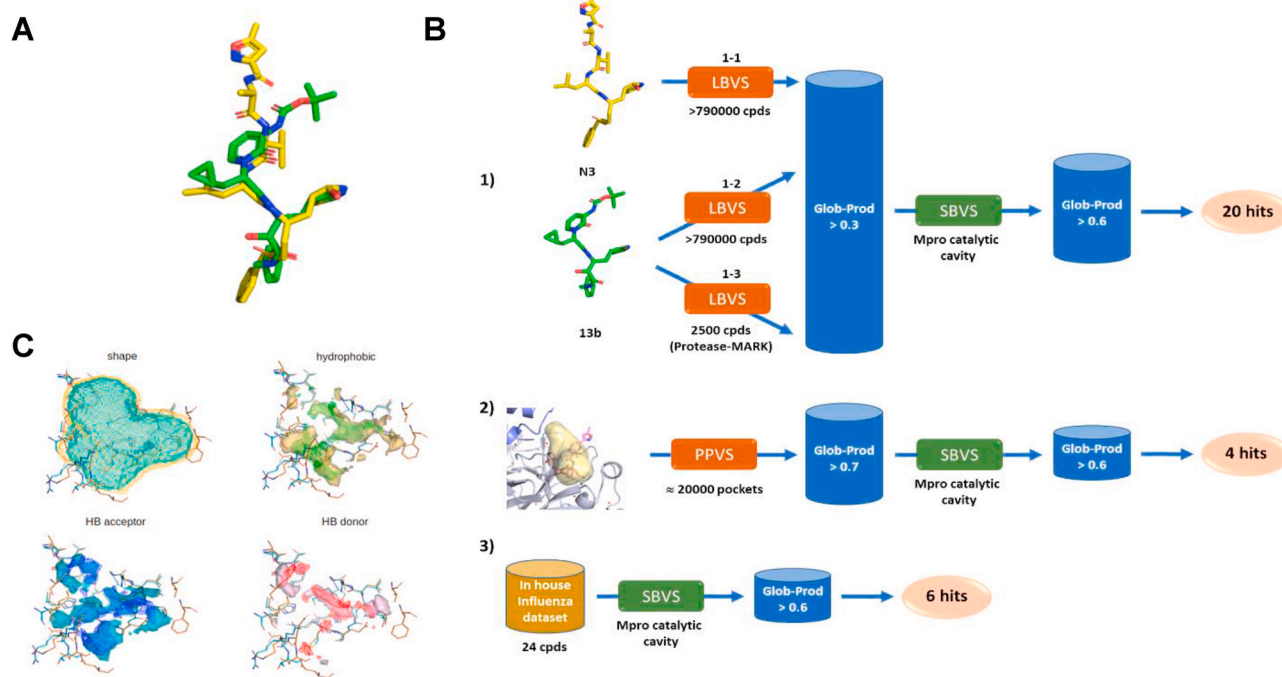 A
B
1-1
LBVS
>790000 cpds
N3
1)
1-2
LBVS
>790000 cpds
1-3
LBVS
2500 cpds
(Protease-MARK)
13b
Glob-Prod
> 0.3
SBVS
Mpro catalytic
cavity
Glob-Prod
> 0.6
20 hits
C
shape
hydrophobic
HB acceptor
HB donor
2)
PPVS
≈ 20000 pockets
Glob-Prod
> 0.7
SBVS
Mpro catalytic
cavity
Glob-Prod
> 0.6
4 hits
3)
In house
Influenza
dataset
24 cpds
SBVS
Mpro catalytic
cavity
Glob-Prod
> 0.6
6 hits